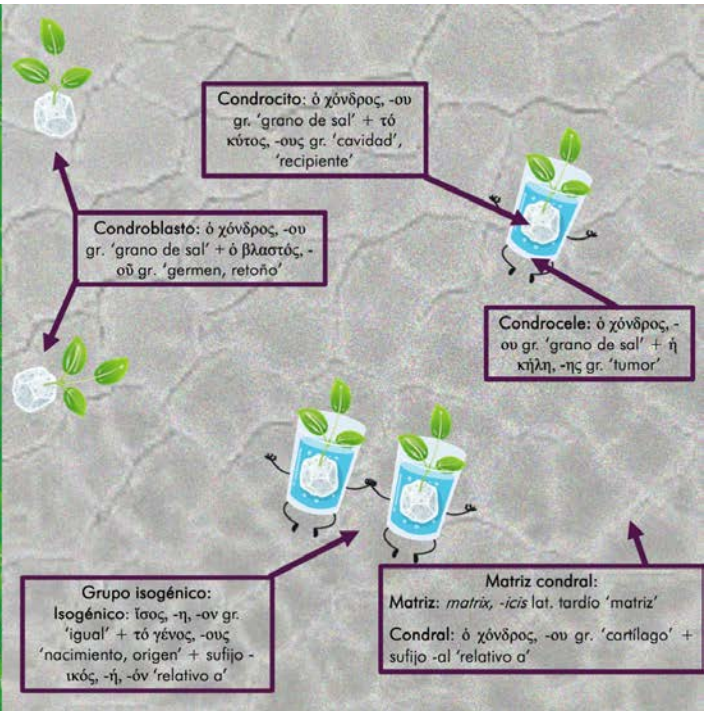 Condrocito: ὁ χόνδρος, -ου
gr. 'grano de sal' + τό
κύτος, -ους gr. 'cavidad',
'recipiente'
Condroblasto: ὁ χόνδρος, -ου
gr. 'grano de sal' + ὁ βλαστός, -
οῦ gr. 'germen, retoño'
Condrocele: ὁ χόνδρος, -
ου gr. 'grano de sal' + ἡ
κήλη, -ης gr. 'tumor'
Grupo isogénico:
Isogénico: ἴσος, -η, -ον gr.
'igual' + τό γένος, -ους
'nacimiento, origen' + sufijo -
ικός, -ή, -όν 'relativo a'
Matriz condral:
Matriz: matrix, -icis lat. tardío 'matriz'
Condral: ὁ χόνδρος, -ου gr. 'cartílago' +
sufijo -al 'relativo a'